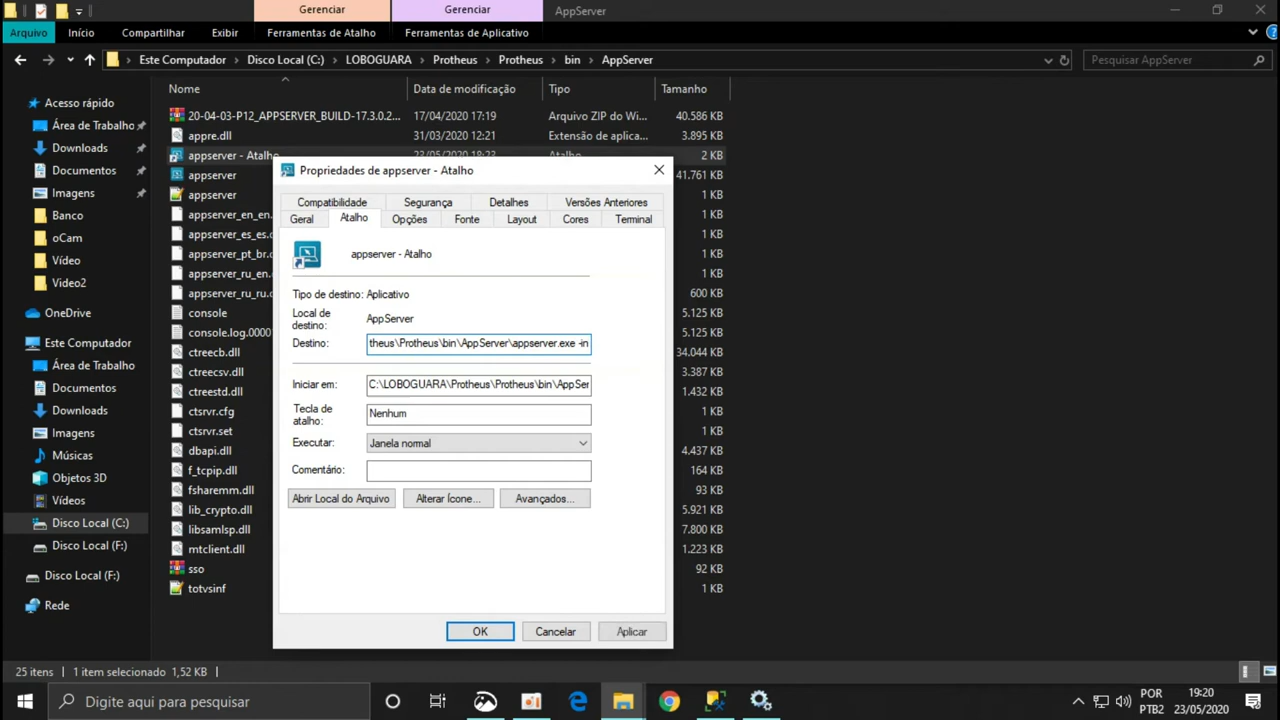 Gerenciar
Gerenciar
AppServer
Arquivo
Início
Compartilhar
Exibir
Ferramentas de Atalho
Ferramentas de Aplicativo
Este Computador > Disco Local (C:) > LOBOGUARA > Protheus > Protheus > bin > AppServer
Pesquisar AppServer
Nome
Data de modificação
Tipo
Tamanho
Acesso rápido
Área de Trabalho
Downloads
Documentos
Imagens
Banco
oCam
Vídeo
Video2
OneDrive
Este Computador
Área de Trabalho
Documentos
Downloads
Imagens
Músicas
Objetos 3D
Vídeos
Disco Local (C:)
Disco Local (F:)
Disco Local (F:)
Rede
20-04-03-P12_APPSERVER_BUILD-17.3.0.2... 17/04/2020 17:19 Arquivo ZIP do Wi... 40.586 KB
appre.dll 31/03/2020 12:21 Extensão de aplica... 3.895 KB
appserver - Atalho 23/05/2020 18:23 Atalho 2 KB
appserver 41.761 KB
appserver 1 KB
appserver_en_en. 1 KB
appserver_es_es. 1 KB
appserver_pt_br. 1 KB
appserver_ru_en. 1 KB
appserver_ru_ru. 600 KB
console 5.125 KB
console.log.0000 5.125 KB
ctreecb.dll 34.044 KB
ctreecsv.dll 3.387 KB
ctreestd.dll 1.432 KB
ctsrvr.cfg 1 KB
ctsrvr.set 1 KB
dbapi.dll 4.437 KB
f_tcpip.dll 164 KB
fsharemm.dll 93 KB
lib_crypto.dll 5.921 KB
libsamlsp.dll 7.800 KB
mtclient.dll 1.223 KB
sso 92 KB
totvsinf 1 KB
Propriedades de appserver - Atalho
Compatibilidade
Segurança
Detalhes
Versões Anteriores
Geral
Atalho
Opções
Fonte
Layout
Cores
Terminal
appserver - Atalho
Tipo de destino: Aplicativo
Local de
destino: AppServer
Destino: theus\Protheus\bin\AppServer\appserver.exe -in
Iniciar em: C:\LOBOGUARA\Protheus\Protheus\bin\AppSer
Tecla de
atalho: Nenhum
Executar: Janela normal
Comentário:
Abrir Local do Arquivo
Alterar Ícone...
Avançados...
OK
Cancelar
Aplicar
25 itens
1 item selecionado 1,52 KB
Digite aqui para pesquisar
POR
PTB2
19:20
23/05/2020